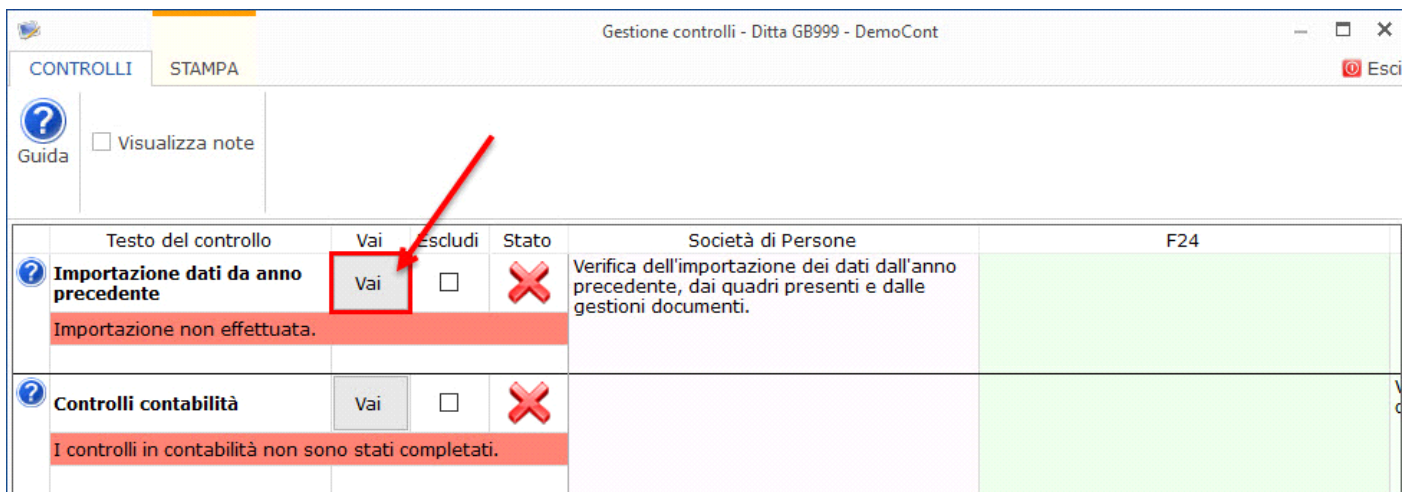 Gestione controlli - Ditta GB999 - DemoCont
CONTROLLI STAMPA Esci
Guida Visualizza note
Testo del controllo Vai Escludi Stato Società di Persone F24
Importazione dati da anno
precedente
Vai
Verifica dell'importazione dei dati dall'anno
precedente, dai quadri presenti e dalle
gestioni documenti.
Importazione non effettuata.
Controlli contabilità Vai
I controlli in contabilità non sono stati completati.